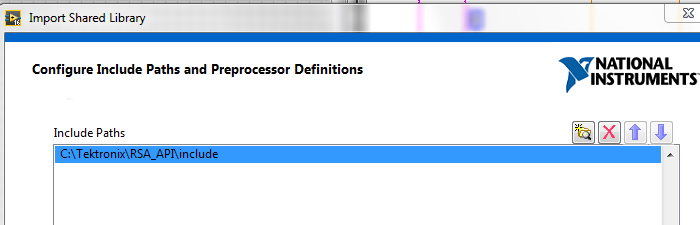 Import Shared Library
Configure Include Paths and Preprocessor Definitions
NATIONAL
INSTRUMENTS
Include Paths
C:\Tektronix\RSA_API\include